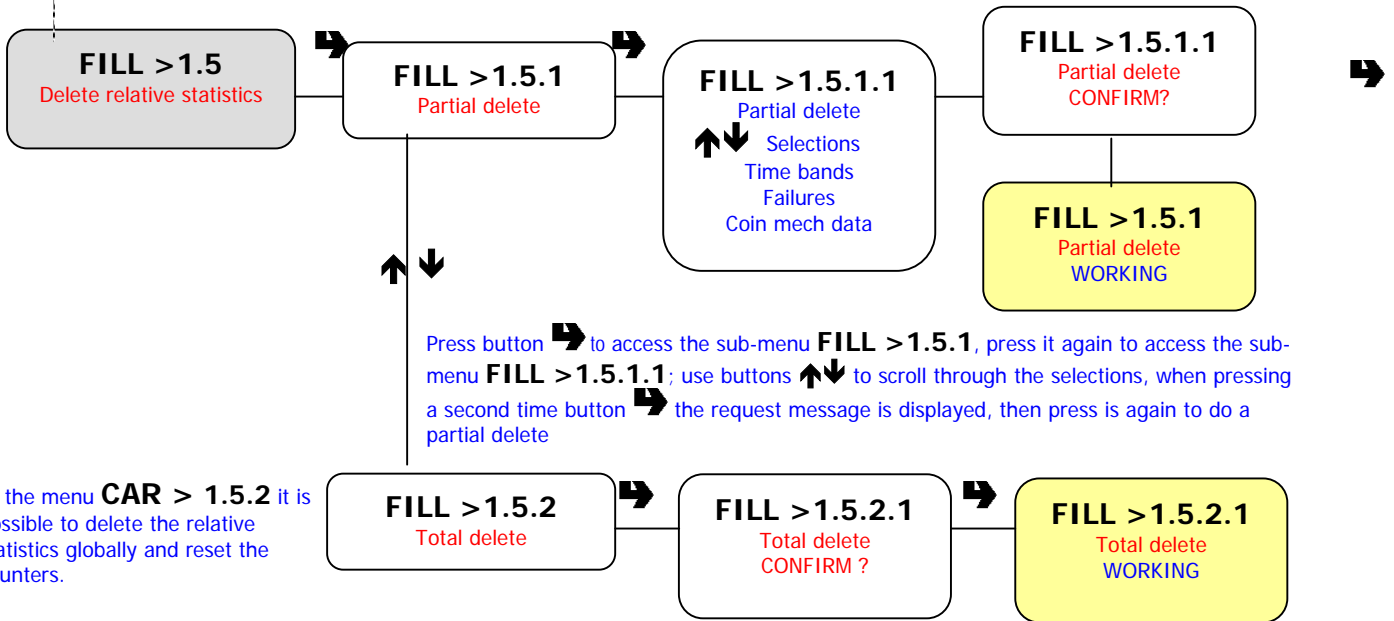 FILL >1.5
Delete relative statistics
FILL >1.5.1
Partial delete
FILL >1.5.1.1
Partial delete
Selections
Time bands
Failures
Coin mech data
FILL >1.5.1.1
Partial delete
CONFIRM?
FILL >1.5.1
Partial delete
WORKING
Press button to access the sub-menu FILL >1.5.1, press it again to access the sub-
menu FILL >1.5.1.1; use buttons to scroll through the selections, when pressing
a second time button the request message is displayed, then press is again to do a
partial delete
the menu CAR > 1.5.2 it is
ssible to delete the relative
atistics globally and reset the
unters.
FILL >1.5.2
Total delete
FILL >1.5.2.1
Total delete
CONFIRM ?
FILL >1.5.2.1
Total delete
WORKING